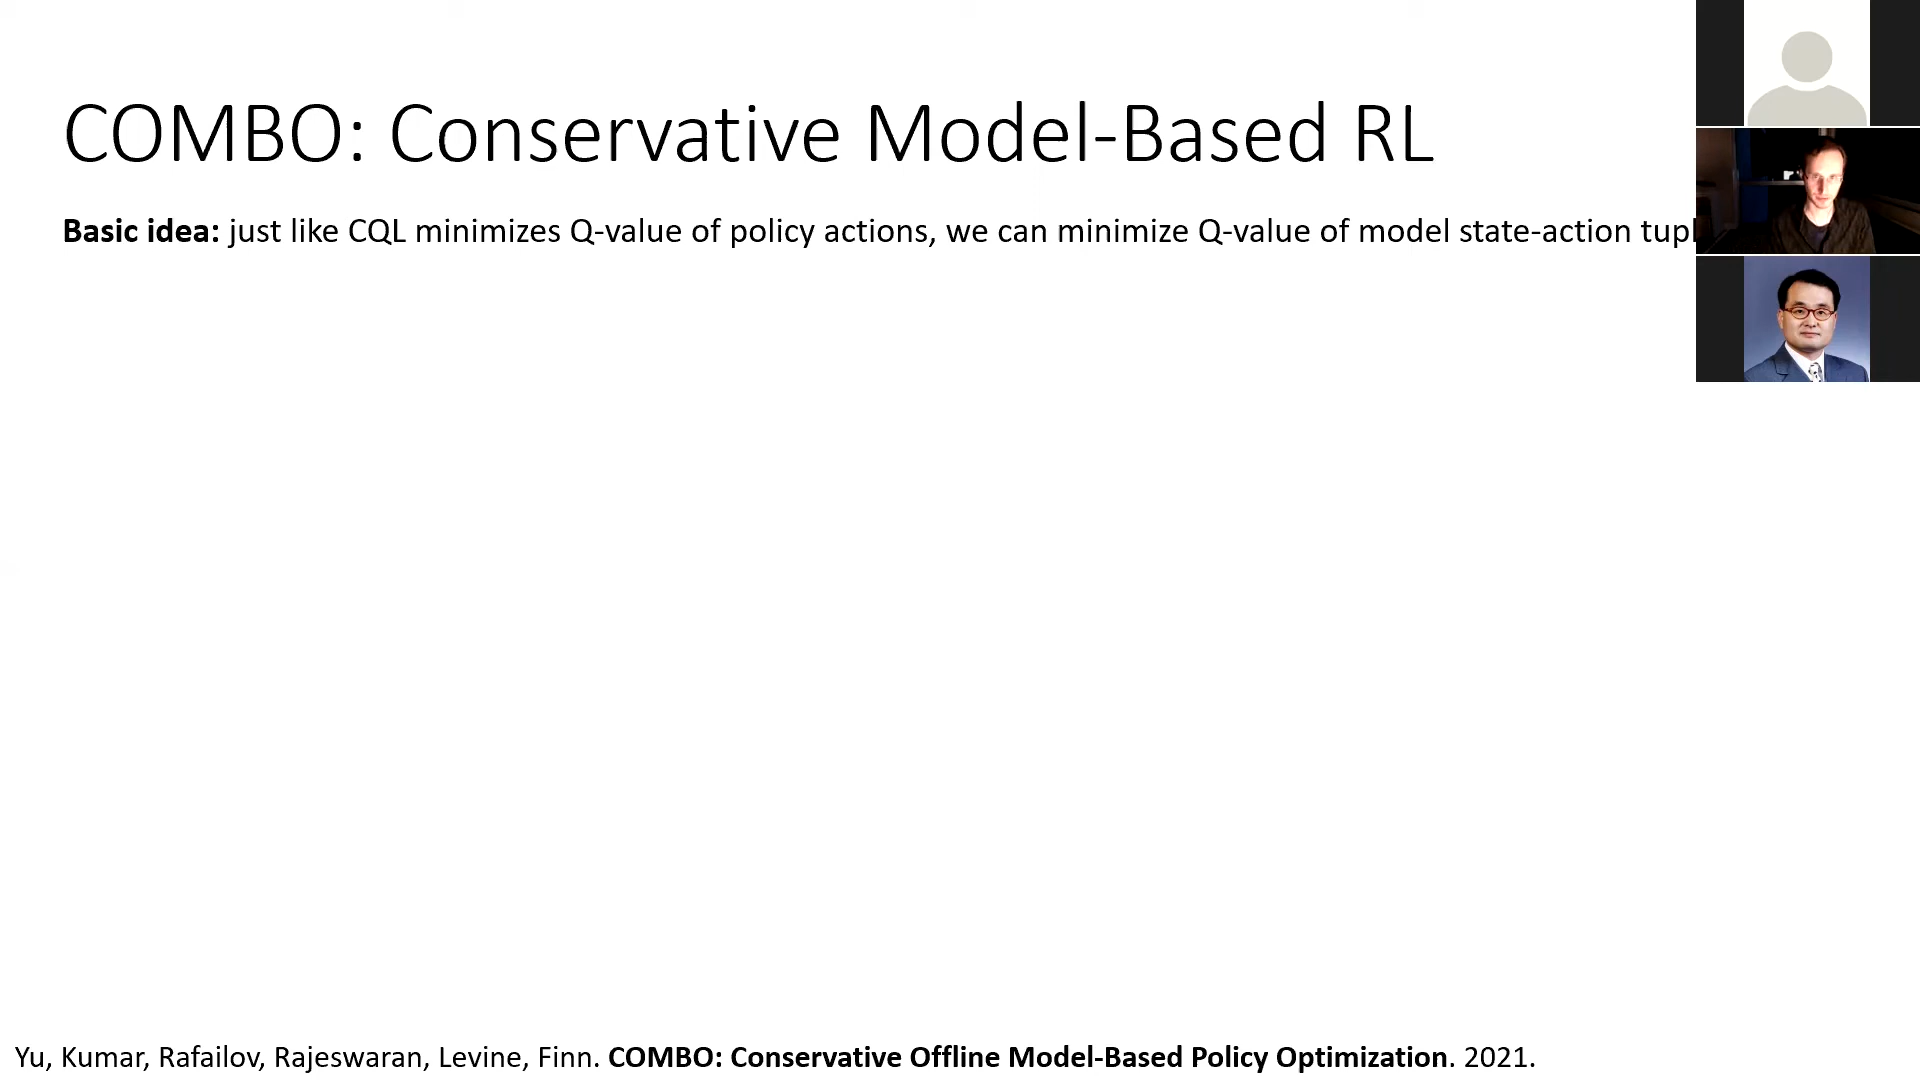 COMBO: Conservative Model-Based RL
Basic idea: just like CQL minimizes Q-value of policy actions, we can minimize Q-value of model state-action
Yu, Kumar, Rafailov, Rajeswaran, Levine, Finn. COMBO: Conservative Offline Model-Based Policy Optimization. 2021.